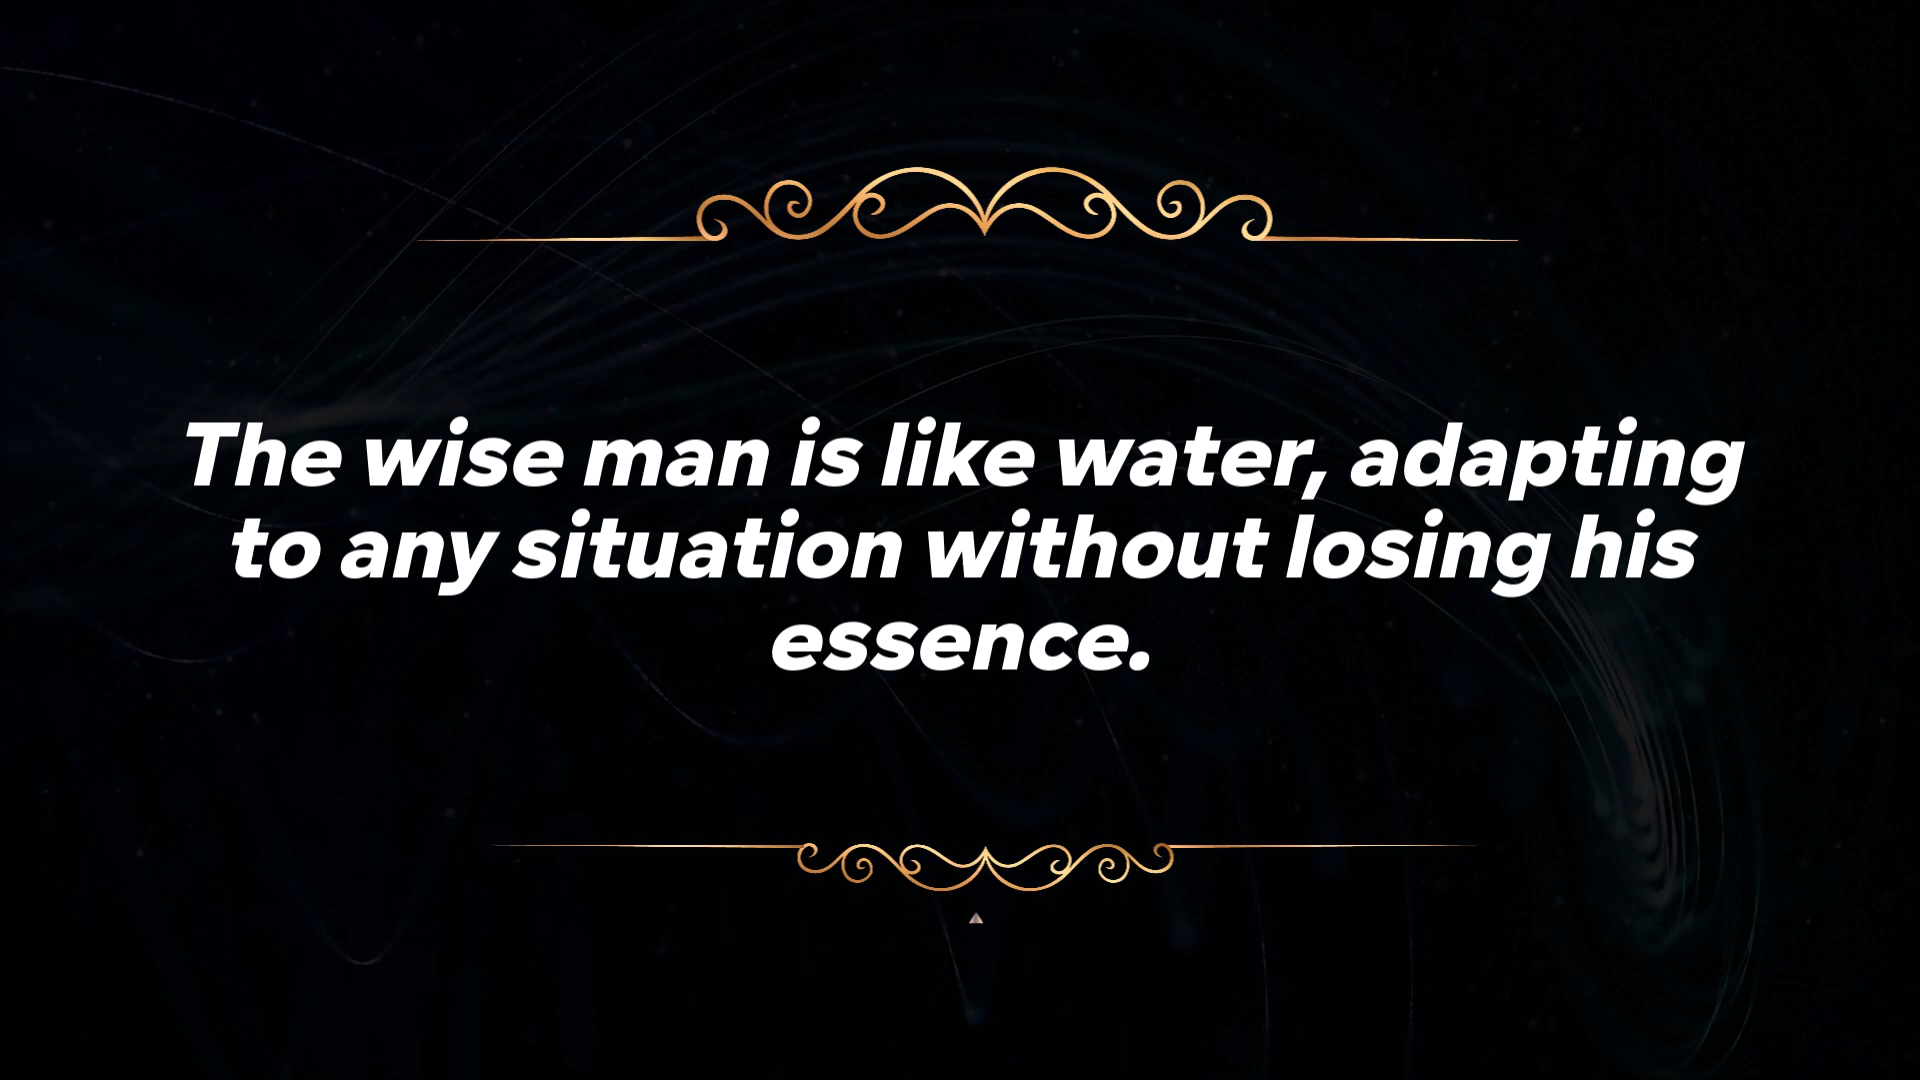 The wise man is like water, adapting
to any situation without losing his
essence.